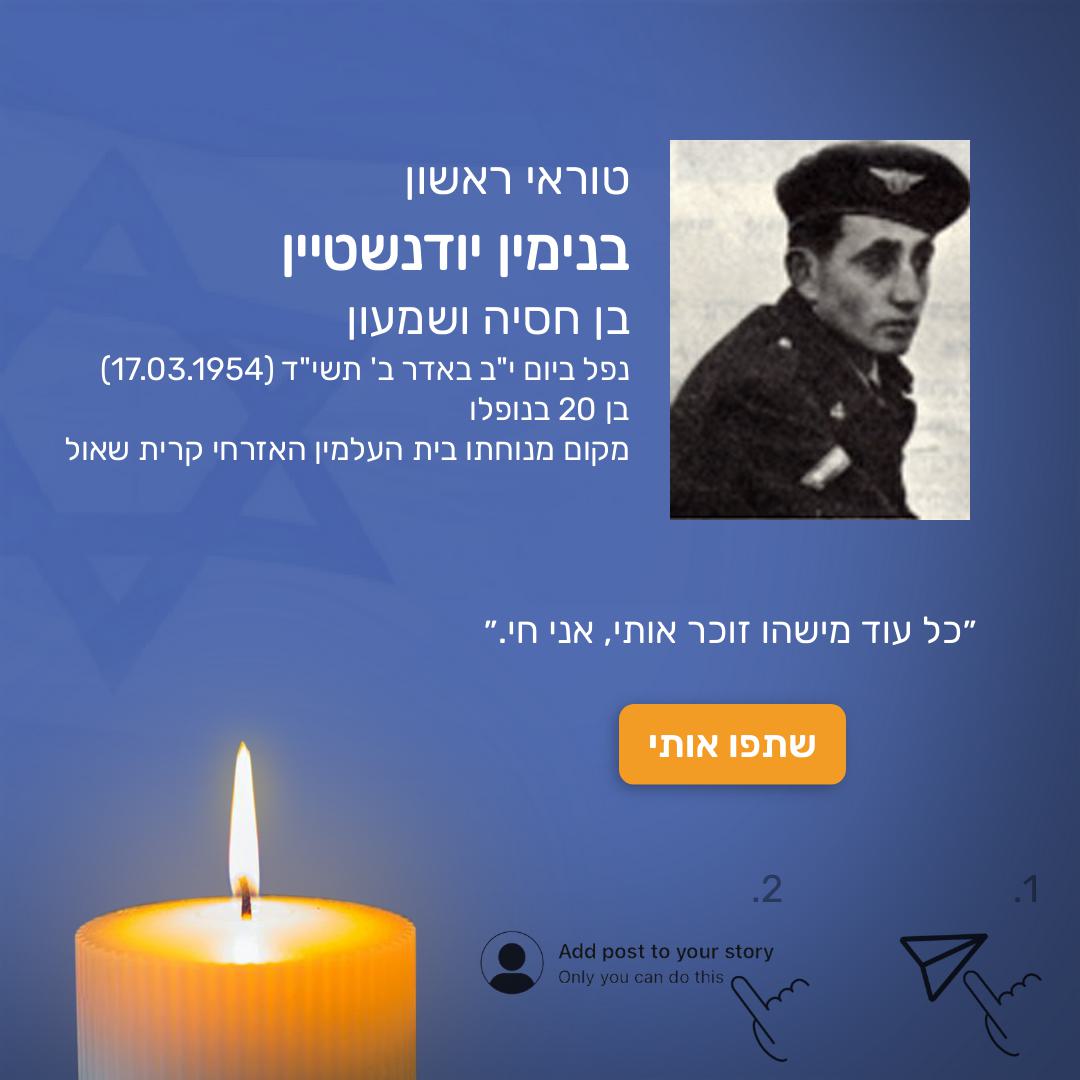 טוראי ראשון
בנימין יודנשטיין
בן חסיה ושמעון
נפל ביום י"ב באדר ב' תשי"ד (17.03.1954)
בן 20 בנופלו
מקום מנוחתו בית העלמין האזרחי קרית שאול
״כל עוד מישהו זוכר אותי, אני חי.״
שתפו אותי
1.
2.
Add post to your story
Only you can do this